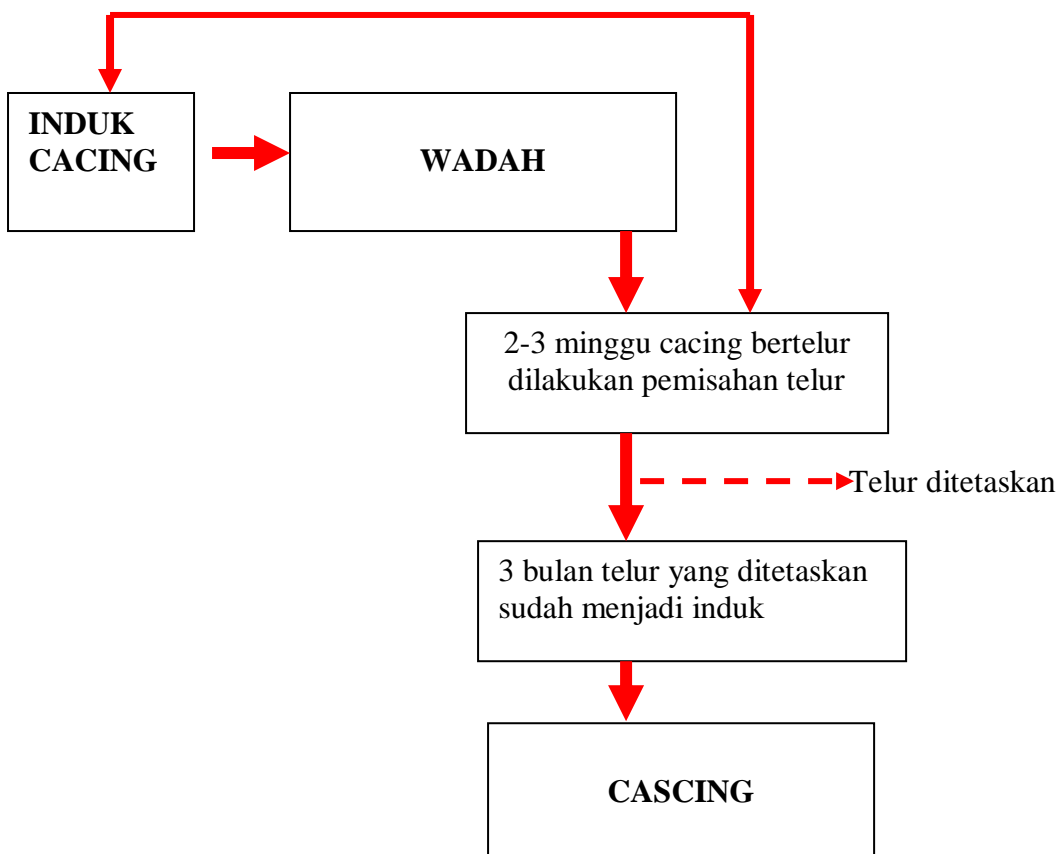 INDUK
CACING
WADAH
2-3 minggu cacing bertelur
dilakukan pemisahan telur
Telur ditetaskan
3 bulan telur yang ditetaskan
sudah menjadi induk
CASCING